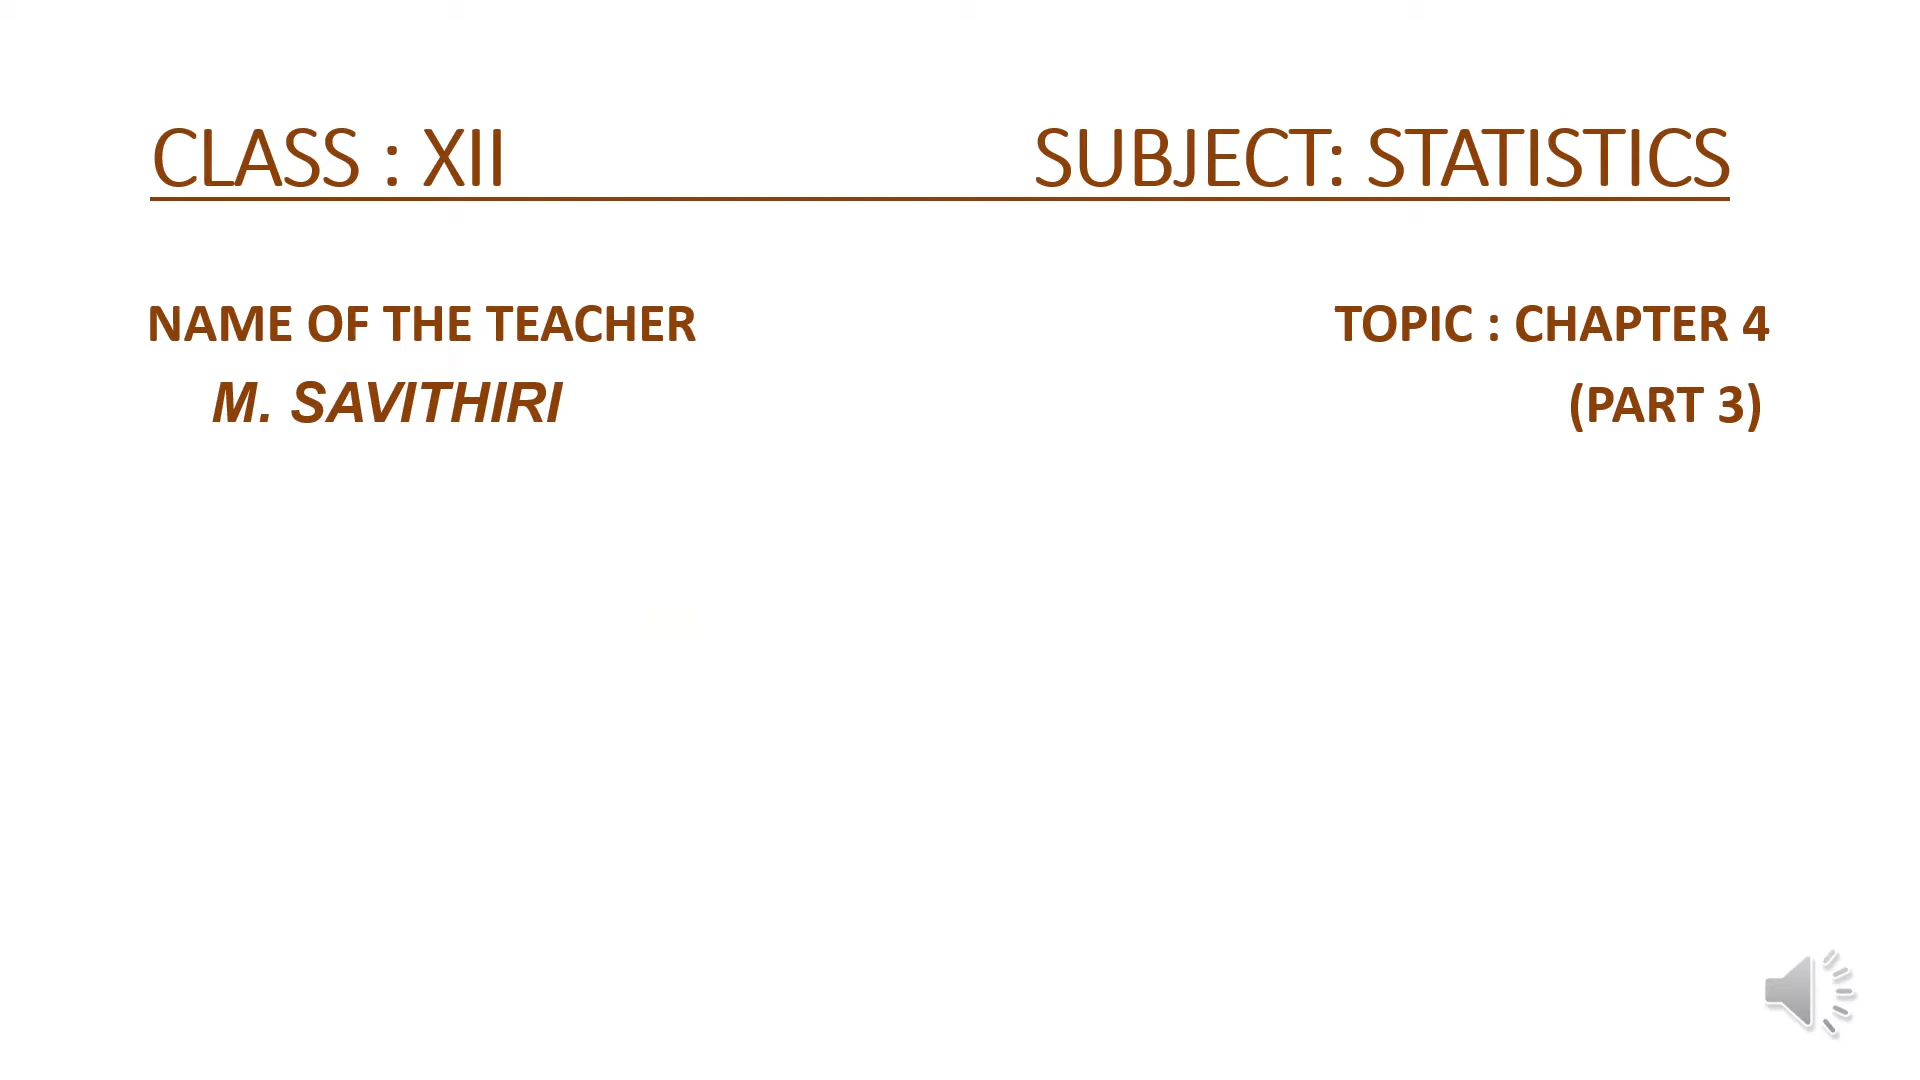 CLASS : XII SUBJECT: STATISTICS
NAME OF THE TEACHER TOPIC : CHAPTER 4
M. SAVITHIRI (PART 3)